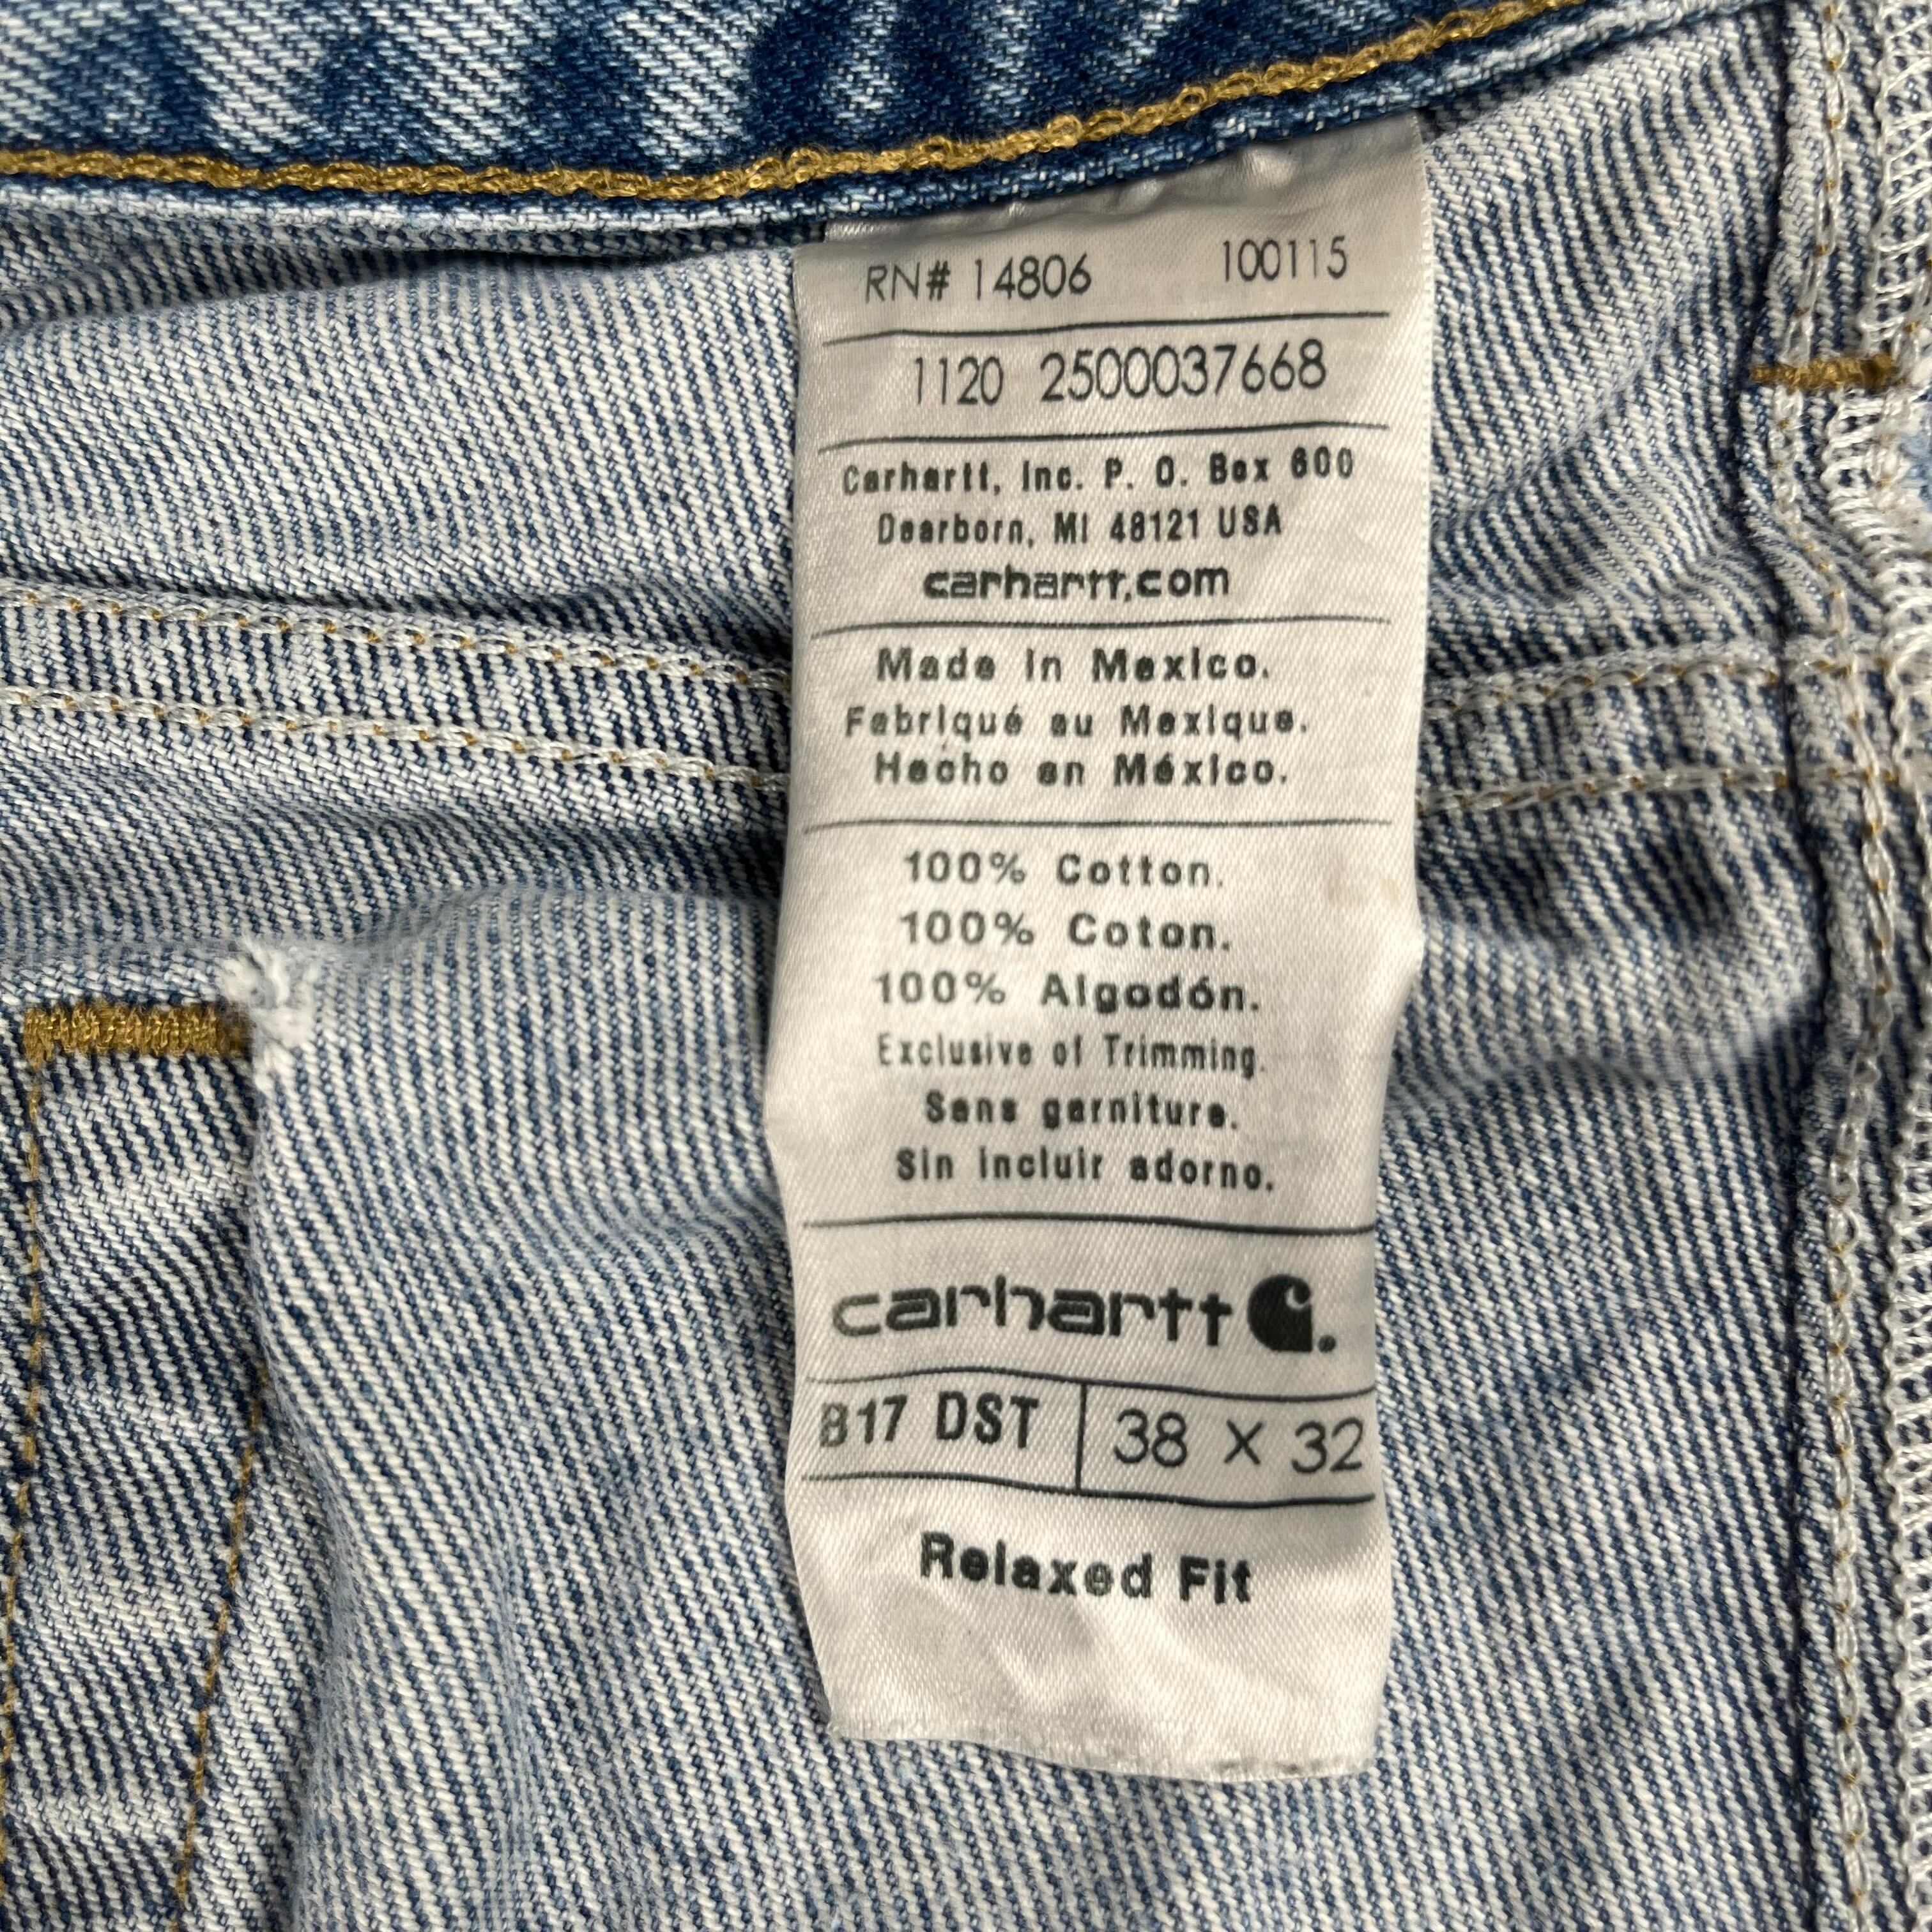 RN# 14806 100115
1120 2500037668
Carhartt, Inc. P. O. Box 600
Dearborn, MI 48121 USA
carhartt.com
Made in Mexico.
Fabriqué au Mexique.
Hecho en México.
100% Cotton.
100% Coton.
100% Algodón.
Exclusive of Trimming.
Sans garniture.
Sin incluir adorno.
carhartt
B17 DST 38 X 32
Relaxed Fit